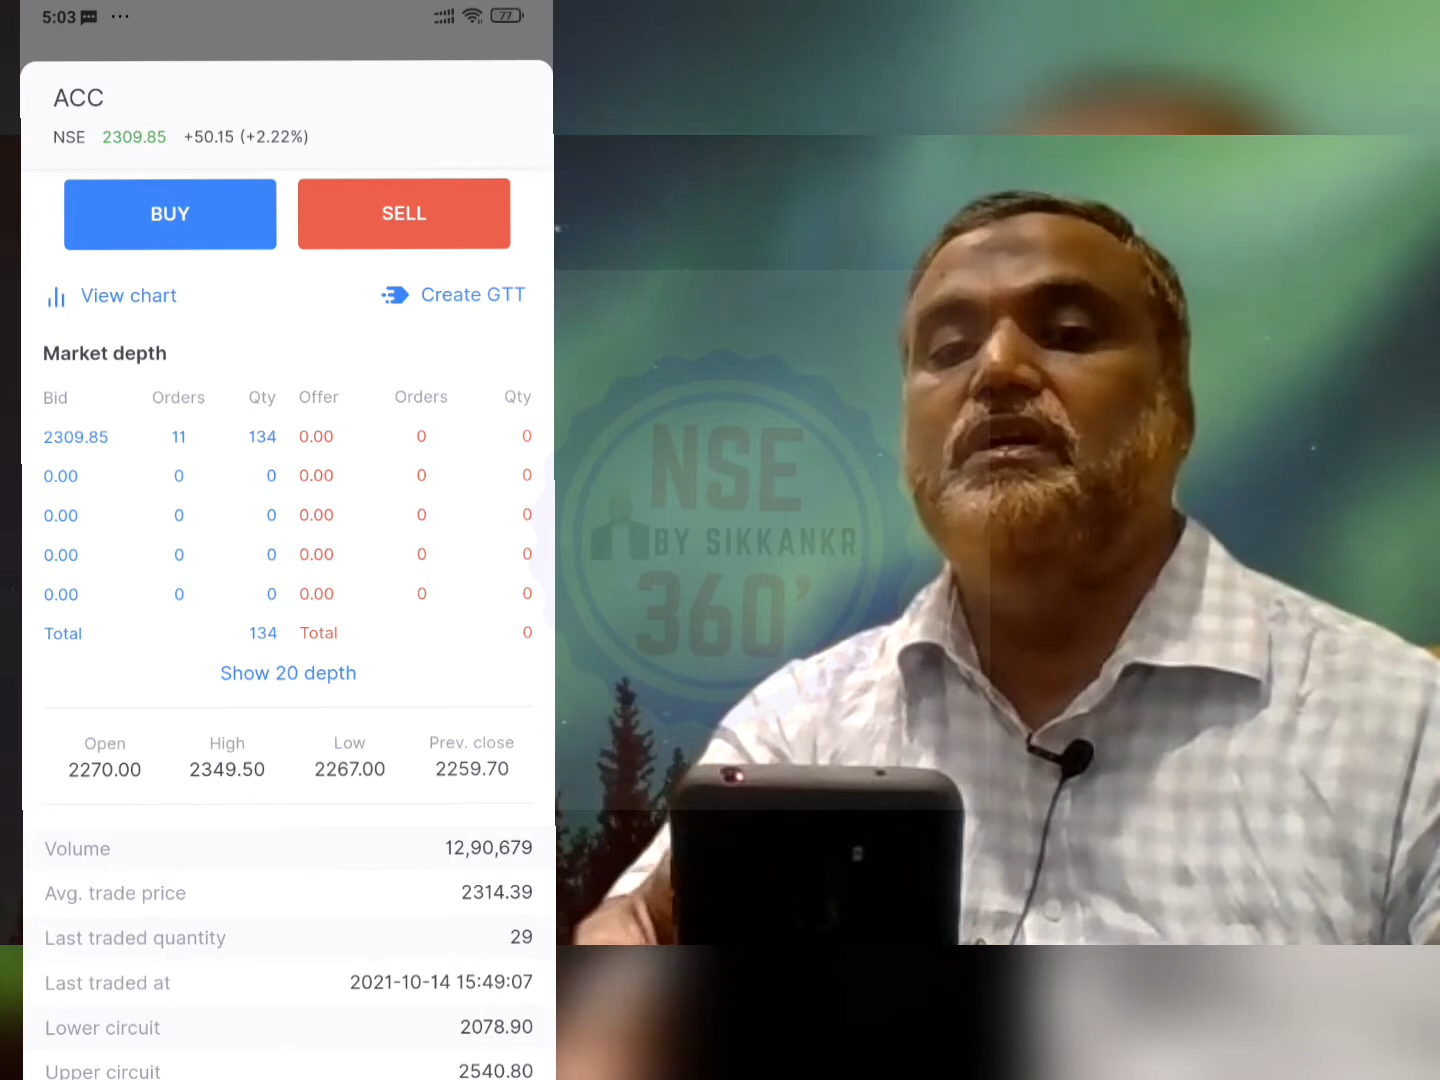 5:03 77
ACC
NSE 2309.85 +50.15 (+2.22%)
BUY SELL
View chart Create GTT
Market depth
Bid Orders Qty Offer Orders Qty
2309.85 11 134 0.00 0 0
0.00 0 0 0.00 0 0
0.00 0 0 0.00 0 0
0.00 0 0 0.00 0 0
0.00 0 0 0.00 0 0
Total 134 Total 0
Show 20 depth
Open High Low Prev. close
2270.00 2349.50 2267.00 2259.70
Volume 12,90,679
Avg. trade price 2314.39
Last traded quantity 29
Last traded at 2021-10-14 15:49:07
Lower circuit 2078.90
Upper circuit 2540.80
NSE
BY SIKKANKR
360'